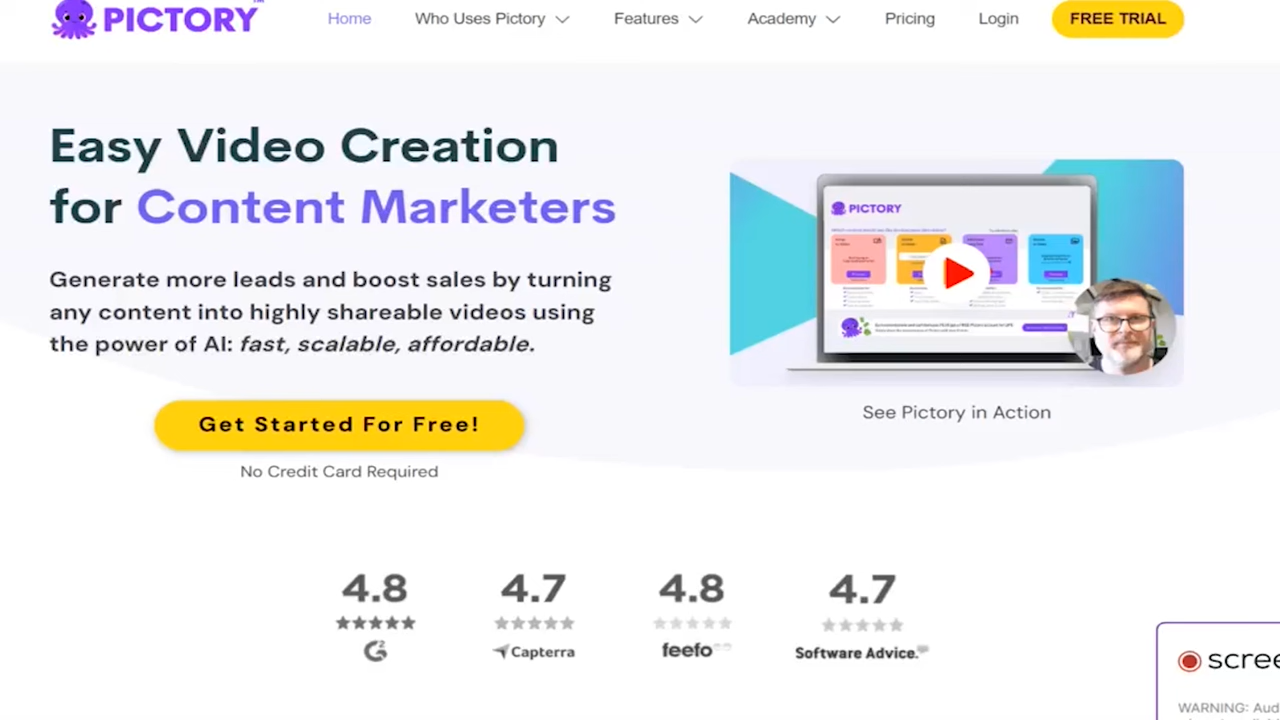 PICTORY™
Home
Who Uses Pictory
Features
Academy
Pricing
Login
FREE TRIAL
Easy Video Creation
for Content Marketers
Generate more leads and boost sales by turning
any content into highly shareable videos using
the power of AI: fast, scalable, affordable.
Get Started For Free!
No Credit Card Required
PICTORY
See Pictory in Action
4.8
4.7
4.8
4.7
G2
Capterra
feefo
Software Advice.
scree
WARNING: Aud